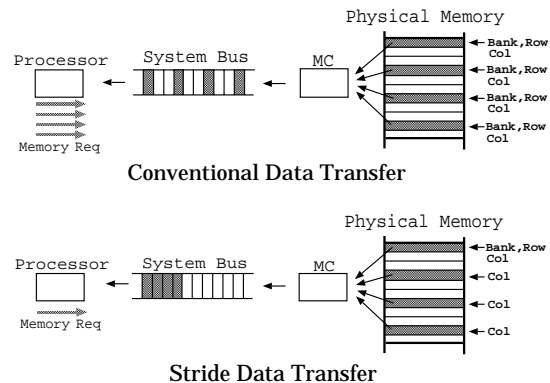 Physical Memory
Processor
System Bus
MC
Bank,Row
Col
Bank,Row
Col
Bank,Row
Col
Bank,Row
Col
Memory Req
Conventional Data Transfer
Physical Memory
Processor
System Bus
MC
Bank,Row
Col
Col
Col
Col
Memory Req
Stride Data Transfer